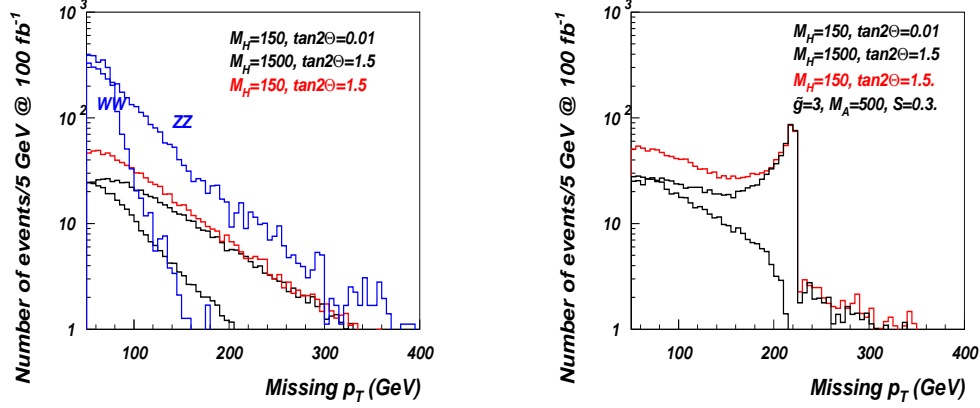 Number of events/5 GeV @ 100 fb⁻¹
10³
10²
10
1
M_H=150, tan2Θ=0.01
M_H=1500, tan2Θ=1.5
M_H=150, tan2Θ=1.5
WW
ZZ
100 200 300 400
Missing p_T (GeV)
Number of events/5 GeV @ 100 fb⁻¹
10³
10²
10
1
M_H=150, tan2Θ=0.01
M_H=1500, tan2Θ=1.5
M_H=150, tan2Θ=1.5.
g̃=3, M_A=500, S=0.3.
100 200 300 400
Missing p_T (GeV)